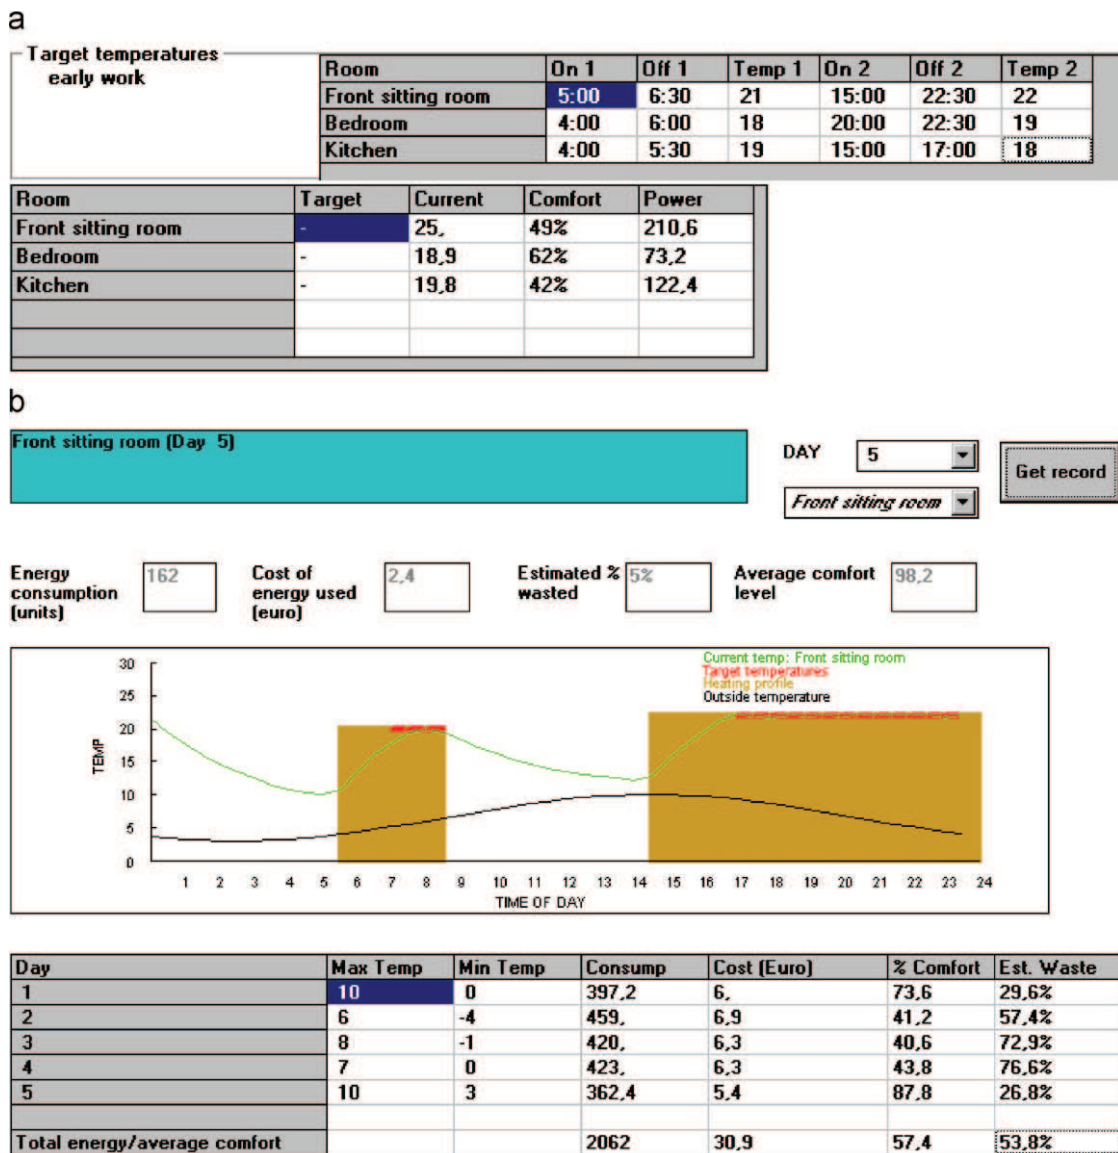 a
Target temperatures
early work
Room On 1 Off 1 Temp 1 On 2 Off 2 Temp 2
Front sitting room 5:00 6:30 21 15:00 22:30 22
Bedroom 4:00 6:00 18 20:00 22:30 19
Kitchen 4:00 5:30 19 15:00 17:00 18
Room Target Current Comfort Power
Front sitting room - 25, 49% 210,6
Bedroom - 18,9 62% 73,2
Kitchen - 19,8 42% 122,4
b
Front sitting room (Day 5)
DAY 5
Get record
Front sitting room
Energy consumption (units) 162
Cost of energy used (euro) 2,4
Estimated % wasted 5%
Average comfort level 98,2
Current temp: Front sitting room
Target temperatures
Heating profile
Outside temperature
TEMP
30
25
20
15
10
5
0
1 2 3 4 5 6 7 8 9 10 11 12 13 14 15 16 17 18 19 20 21 22 23 24
TIME OF DAY
Day Max Temp Min Temp Consump Cost (Euro) % Comfort Est. Waste
1 10 0 397,2 6, 73,6 29,6%
2 6 -4 459, 6,9 41,2 57,4%
3 8 -1 420, 6,3 40,6 72,9%
4 7 0 423, 6,3 43,8 76,6%
5 10 3 362,4 5,4 87,8 26,8%
Total energy/average comfort 2062 30,9 57,4 53,8%